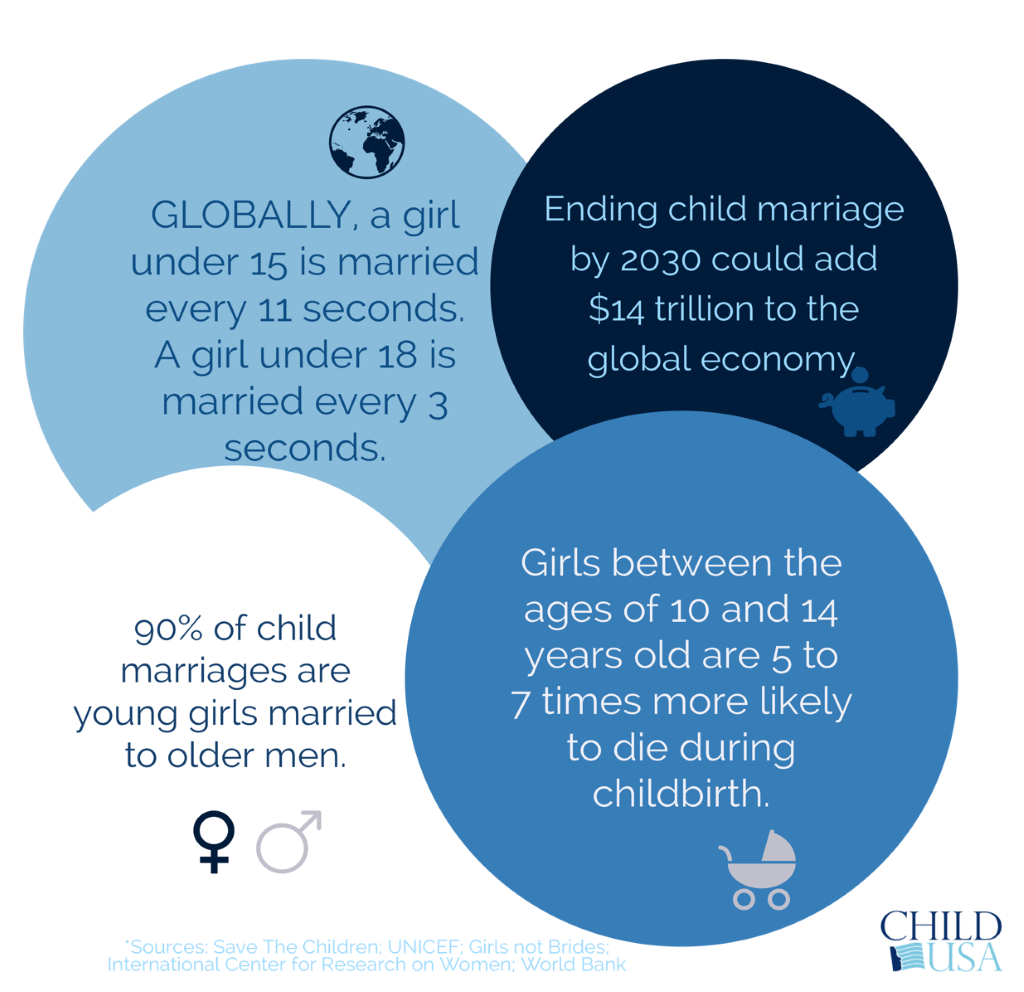 GLOBALLY, a girl
under 15 is married
every 11 seconds.
A girl under 18 is
married every 3
seconds.
Ending child marriage
by 2030 could add
$14 trillion to the
global economy.
90% of child
marriages are
young girls married
to older men.
Girls between the
ages of 10 and 14
years old are 5 to
7 times more likely
to die during
childbirth.
*Sources: Save The Children; UNICEF; Girls not Brides;
International Center for Research on Women; World Bank
CHILD
USA